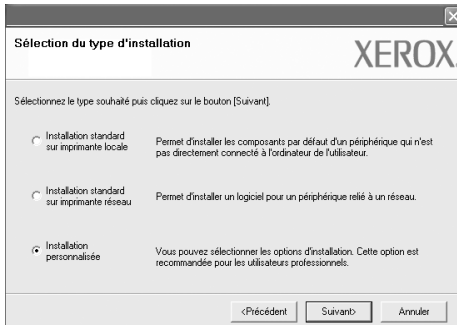 Sélection du type d'installation
XEROX.
Sélectionnez le type souhaité puis cliquez sur le bouton [Suivant].
Installation standard
sur imprimante locale
Permet d'installer les composants par défaut d'un périphérique qui n'est
pas directement connecté à l'ordinateur de l'utilisateur.
Installation standard
sur imprimante réseau
Permet d'installer un logiciel pour un périphérique relié à un réseau.
Installation
personnalisée
Vous pouvez sélectionner les options d'installation. Cette option est
recommandée pour les utilisateurs professionnels.
<Précédent
Suivant>
Annuler